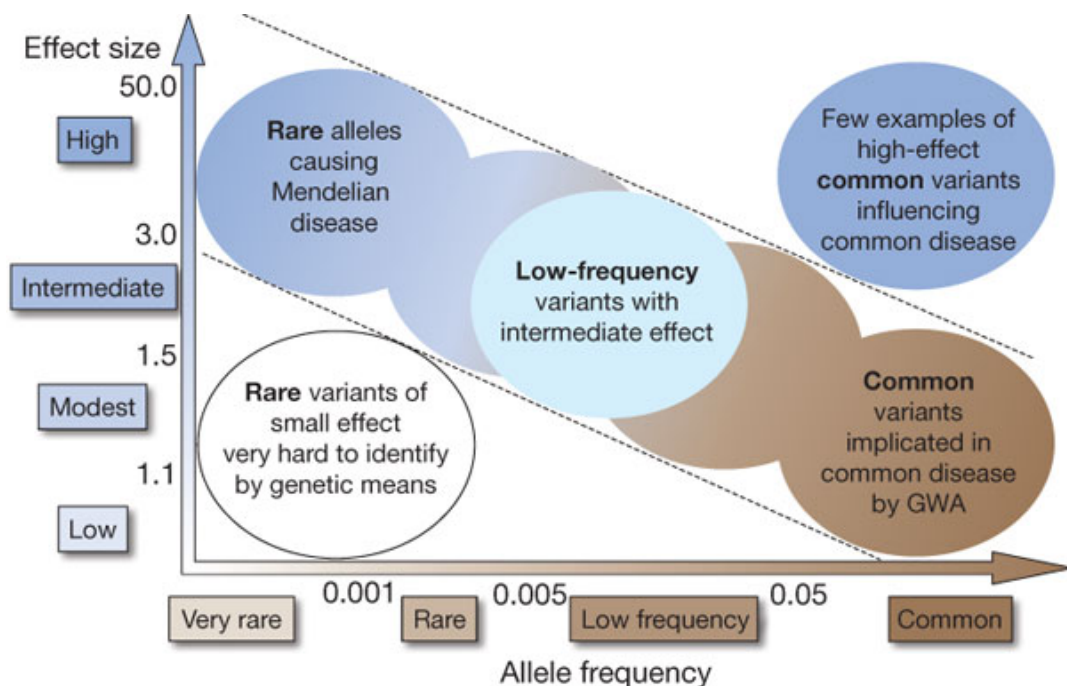 Effect size
50.0
High
3.0
Intermediate
1.5
Modest
1.1
Low
Rare alleles
causing
Mendelian
disease
Few examples of
high-effect
common variants
influencing
common disease
Low-frequency
variants with
intermediate effect
Rare variants of
small effect
very hard to identify
by genetic means
Common
variants
implicated in
common disease
by GWA
0.001
0.005
0.05
Very rare
Rare
Low frequency
Common
Allele frequency